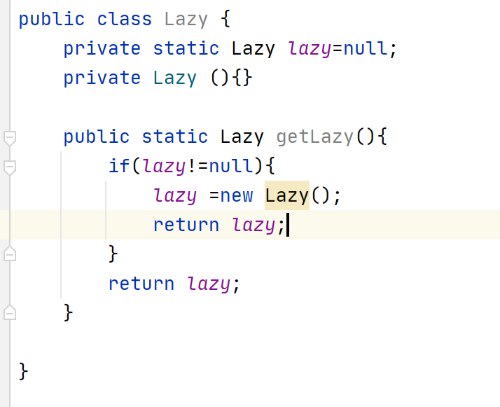 public class Lazy {
    private static Lazy lazy=null;
    private Lazy (){}
    public static Lazy getLazy(){
        if(lazy!=null){
            lazy =new Lazy();
            return lazy;
        }
        return lazy;
    }
}